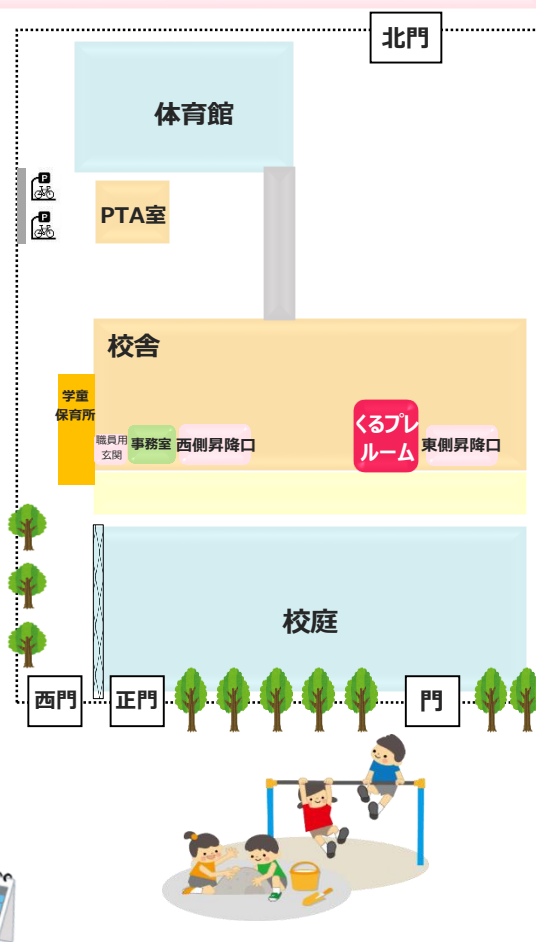 北門
体育館
P
P
PTA室
校舎
学童
保育所
職員用
玄関
事務室
西側昇降口
くるプレ
ルーム
東側昇降口
校庭
西門
正門
門